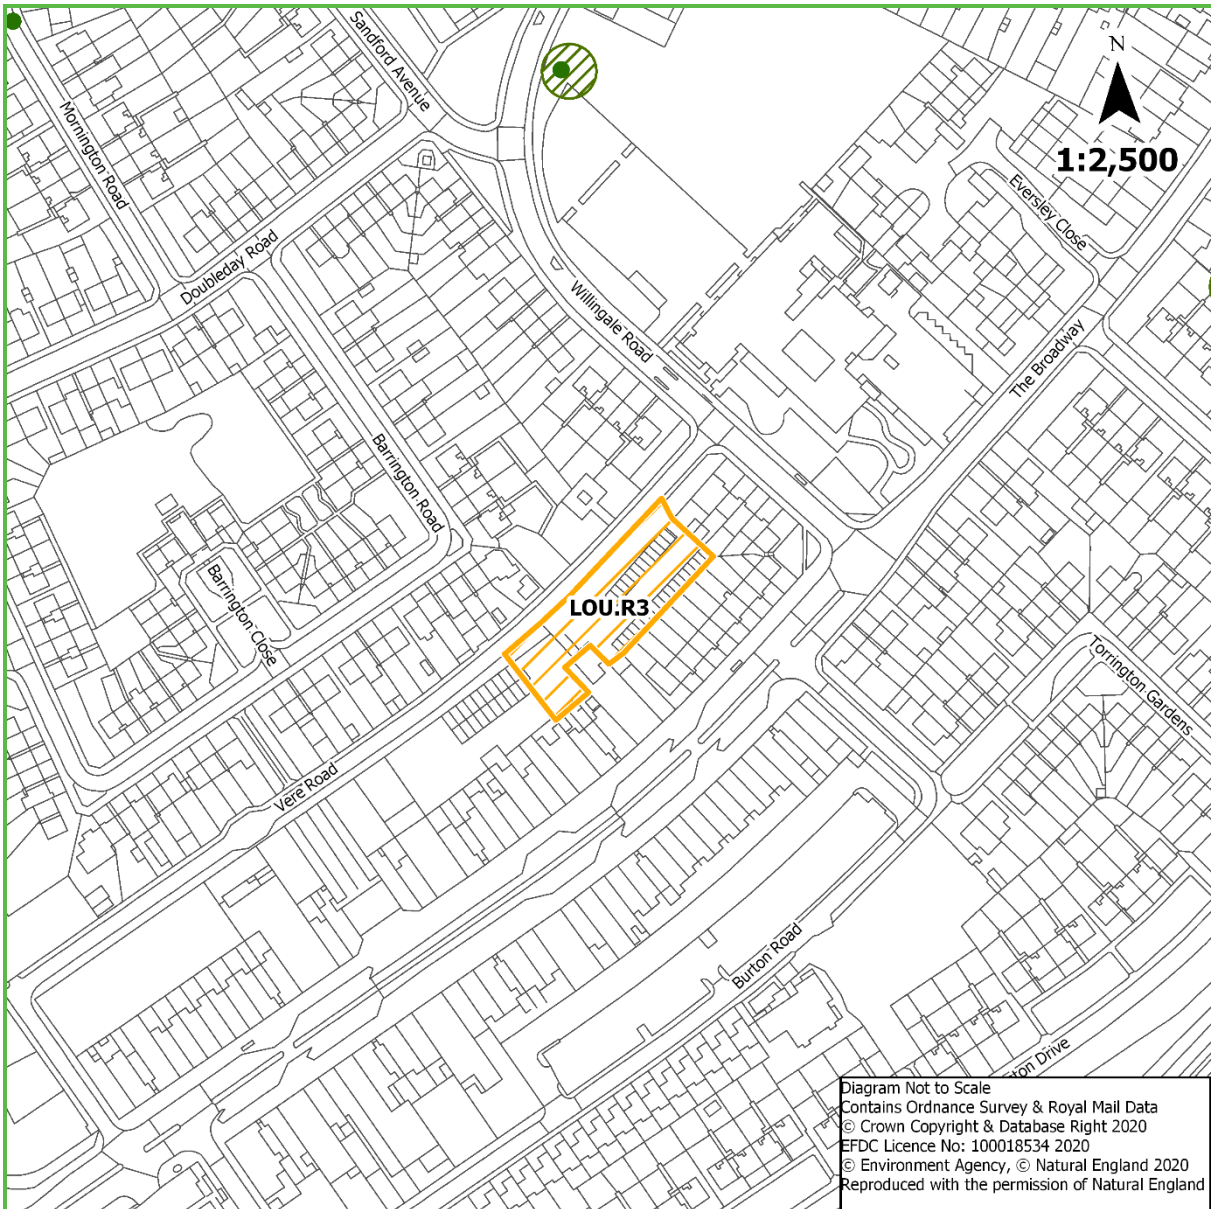 Sandford Avenue
N
1:2,500
Mornington Road
Eversley Close
Doubleday Road
Willingale Road
The Broadway
Barrington Road
LOU.R3
Barrington Close
Torrington Gardens
Vere Road
Burton Road
ton Drive
Diagram Not to Scale
Contains Ordnance Survey & Royal Mail Data
© Crown Copyright & Database Right 2020
EFDC Licence No: 100018534 2020
© Environment Agency, © Natural England 2020
Reproduced with the permission of Natural England